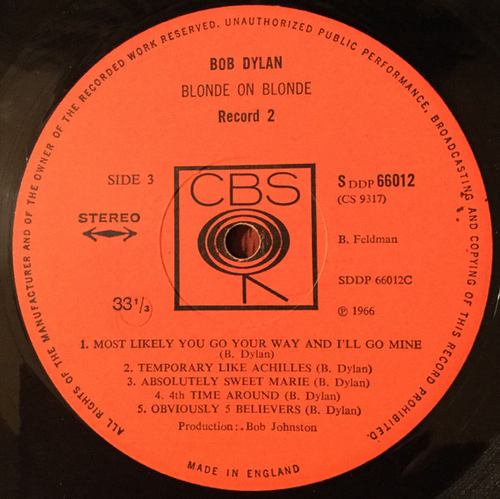 ALL RIGHTS OF THE MANUFACTURER AND OF THE OWNER OF THE RECORDED WORK RESERVED. UNAUTHORIZED PUBLIC PERFORMANCE, BROADCASTING AND COPYING OF THIS RECORD PROHIBITED.
BOB DYLAN
BLONDE ON BLONDE
Record 2
SIDE 3
CBS
S DDP 66012
(CS 9317)
STEREO
B. Feldman
SDDP 66012C
33 1/3
℗ 1966
1. MOST LIKELY YOU GO YOUR WAY AND I'LL GO MINE
(B. Dylan)
2. TEMPORARY LIKE ACHILLES (B. Dylan)
3. ABSOLUTELY SWEET MARIE (B. Dylan)
4. 4th TIME AROUND (B. Dylan)
5. OBVIOUSLY 5 BELIEVERS (B. Dylan)
Production: . Bob Johnston
MADE IN ENGLAND